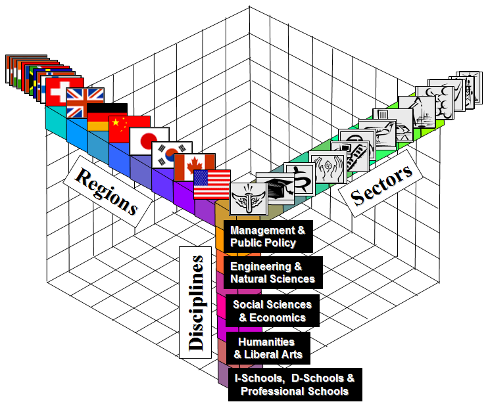 Regions
Sectors
Disciplines
Management &
Public Policy
Engineering &
Natural Sciences
Social Sciences
& Economics
Humanities
& Liberal Arts
I-Schools, D-Schools &
Professional Schools